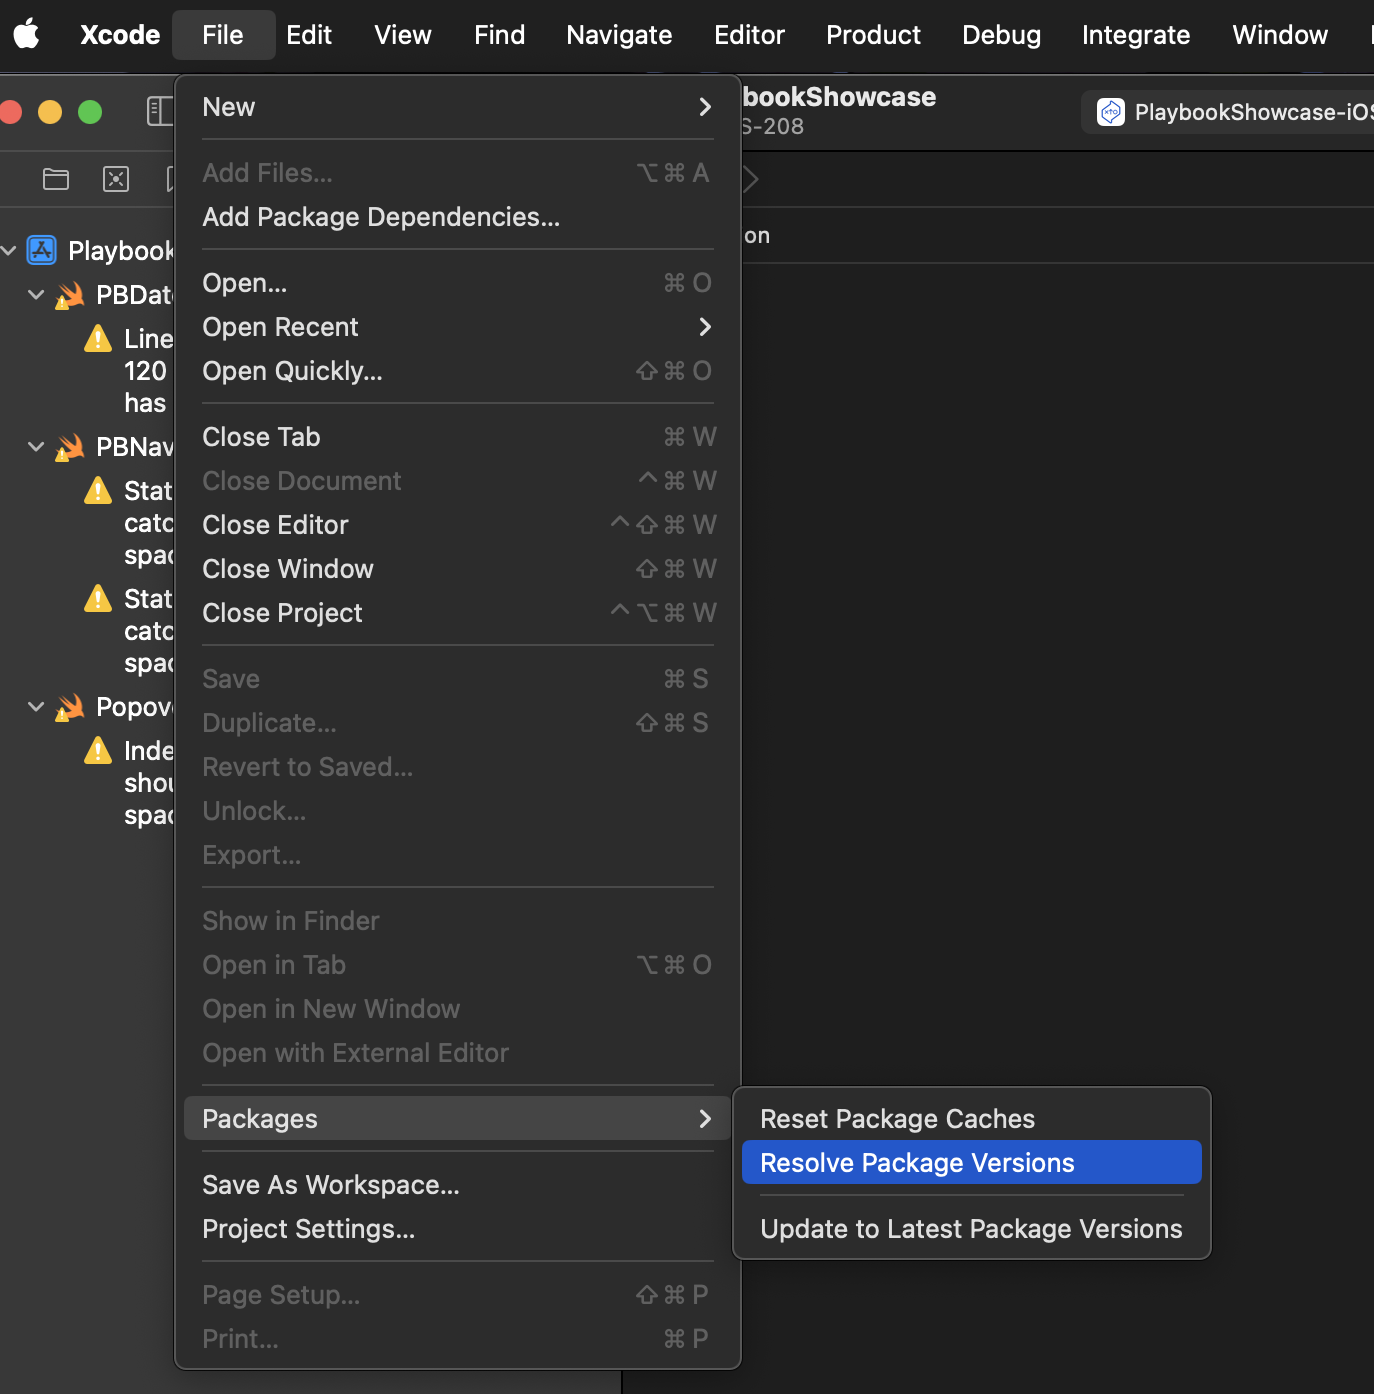 Xcode File Edit View Find Navigate Editor Product Debug Integrate Window
bookShowcase
S-208
PlaybookShowcase-iOS
on
Playbook
PBDat
Line
120
has
PBNav
Stat
catc
spac
Stat
catc
spac
Popov
Inde
shou
spac
New
Add Files... ⌥⌘A
Add Package Dependencies...
Open... ⌘O
Open Recent
Open Quickly... ⇧⌘O
Close Tab ⌘W
Close Document ^⌘W
Close Editor ^⇧⌘W
Close Window ⇧⌘W
Close Project ^⌥⌘W
Save ⌘S
Duplicate... ⇧⌘S
Revert to Saved...
Unlock...
Export...
Show in Finder
Open in Tab ⌥⌘O
Open in New Window
Open with External Editor
Packages
Save As Workspace...
Project Settings...
Page Setup... ⇧⌘P
Print... ⌘P
Reset Package Caches
Resolve Package Versions
Update to Latest Package Versions